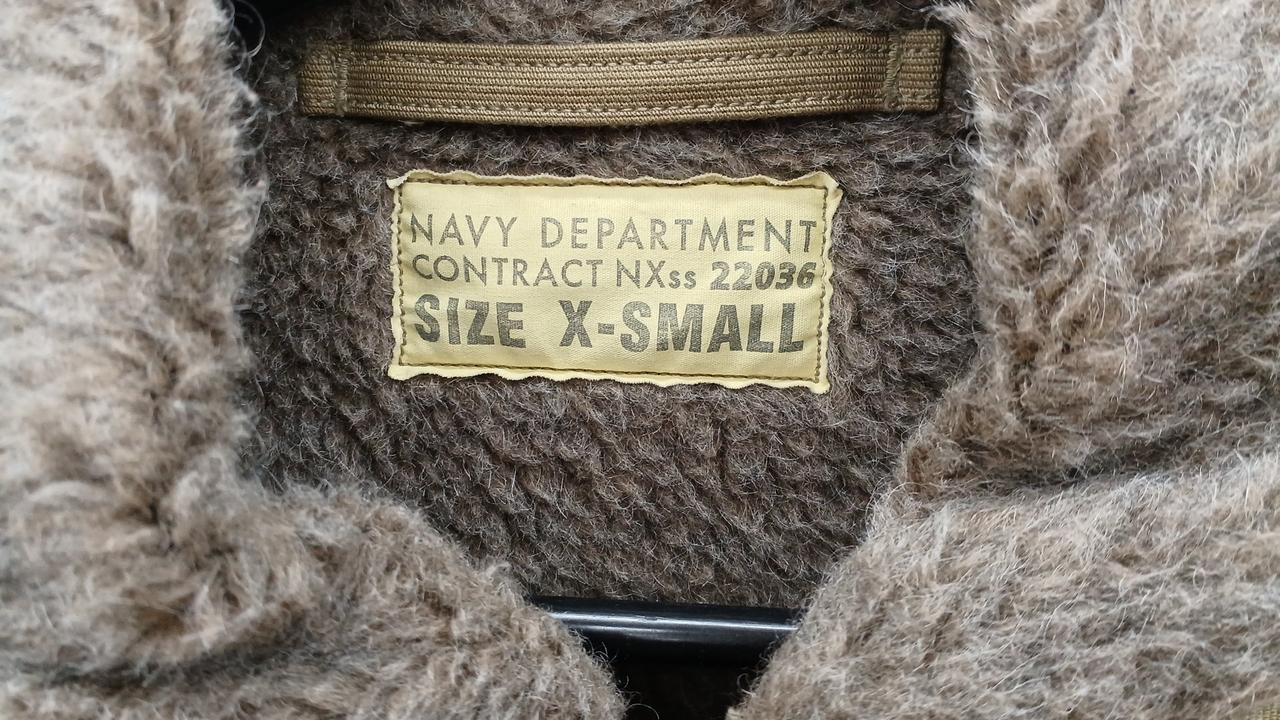 NAVY DEPARTMENT
CONTRACT NXss 22036
SIZE X-SMALL